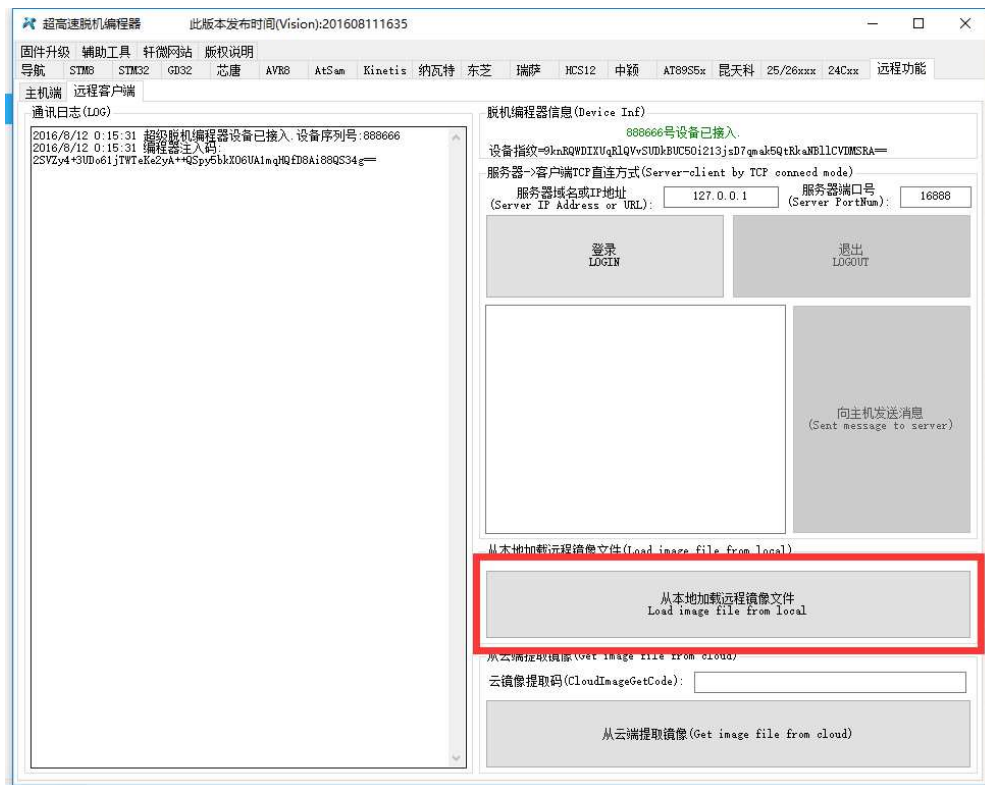 超高速脱机编程器 此版本发布时间(Vision):201608111635
固件升级 辅助工具 轩微网站 版权说明
导航 STM8 STM32 GD32 芯唐 AVR8 AtSam Kinetis 纳瓦特 东芝 瑞萨 HCS12 中颖 AT89S5x 昆天科 25/26xxx 24Cxx 远程功能
主机端 远程客户端
通讯日志(LOG)
2016/8/12 0:15:31 超级脱机编程器设备已接入,设备序列号:888666
2016/8/12 0:15:31 编程器注入码:
2SVZy4+3UDo61jTWTeKe2yA++QSpy5bkXO6UA1mqHQfD8Ai88QS34g==
脱机编程器信息(Device Inf)
888666号设备已接入.
设备指纹=9knRQWDIXUqRlQVvSUDkBUC5Oi213jsD7qmak5QtRkaNBllCVDMSRA==
服务器->客户端TCP直连方式(Server-client by TCP connecd mode)
服务器域名或IP地址
(Server IP Address or URL):
127.0.0.1
服务器端口号
(Server PortNum):
16888
登录
LOGIN
退出
LOGOUT
向主机发送消息
(Sent message to server)
从本地加载远程镜像文件(Load image file from local)
从本地加载远程镜像文件
Load image file from local
从云端提取镜像(Get image file from cloud)
云镜像提取码(CloudImageGetCode):
从云端提取镜像(Get image file from cloud)